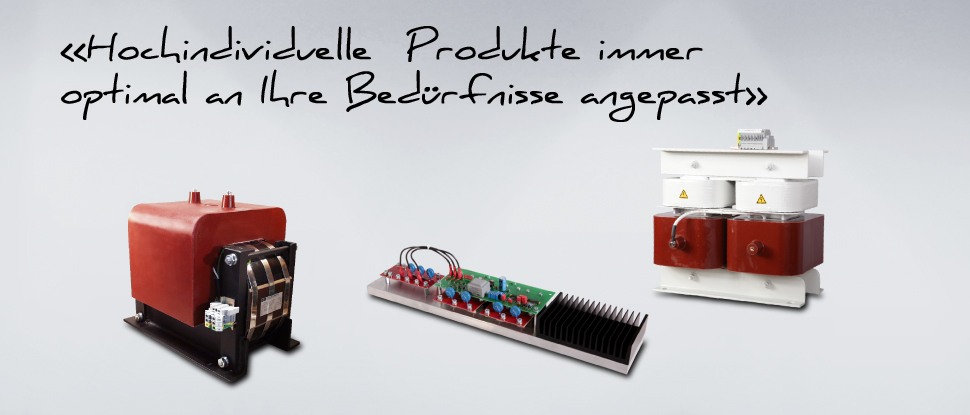 «Hochindividuelle Produkte immer
optimal an Ihre Bedürfnisse angepasst»